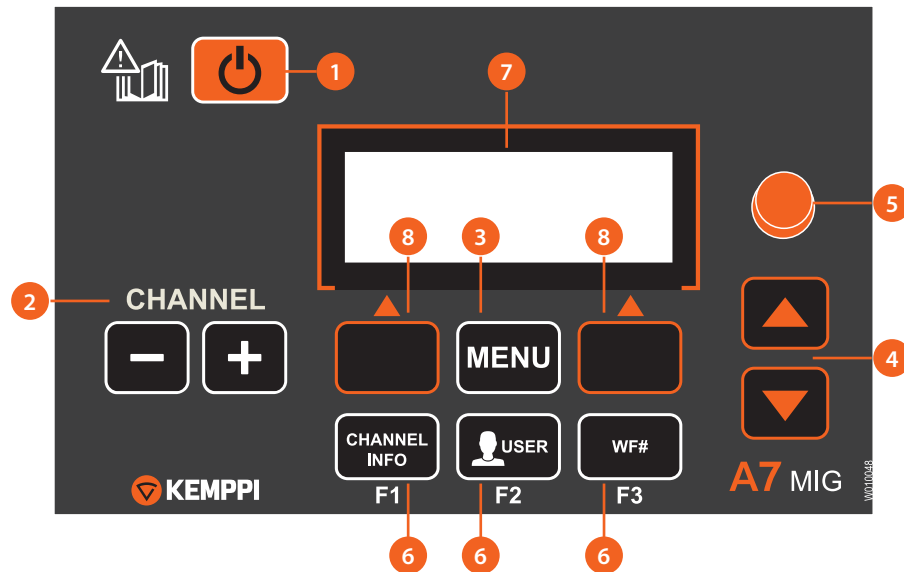 1
7
5
8
3
8
2
CHANNEL
MENU
4
CHANNEL
INFO
USER
WF#
F1
F2
F3
KEMPPI
A7 MIG
W010048
6
6
6